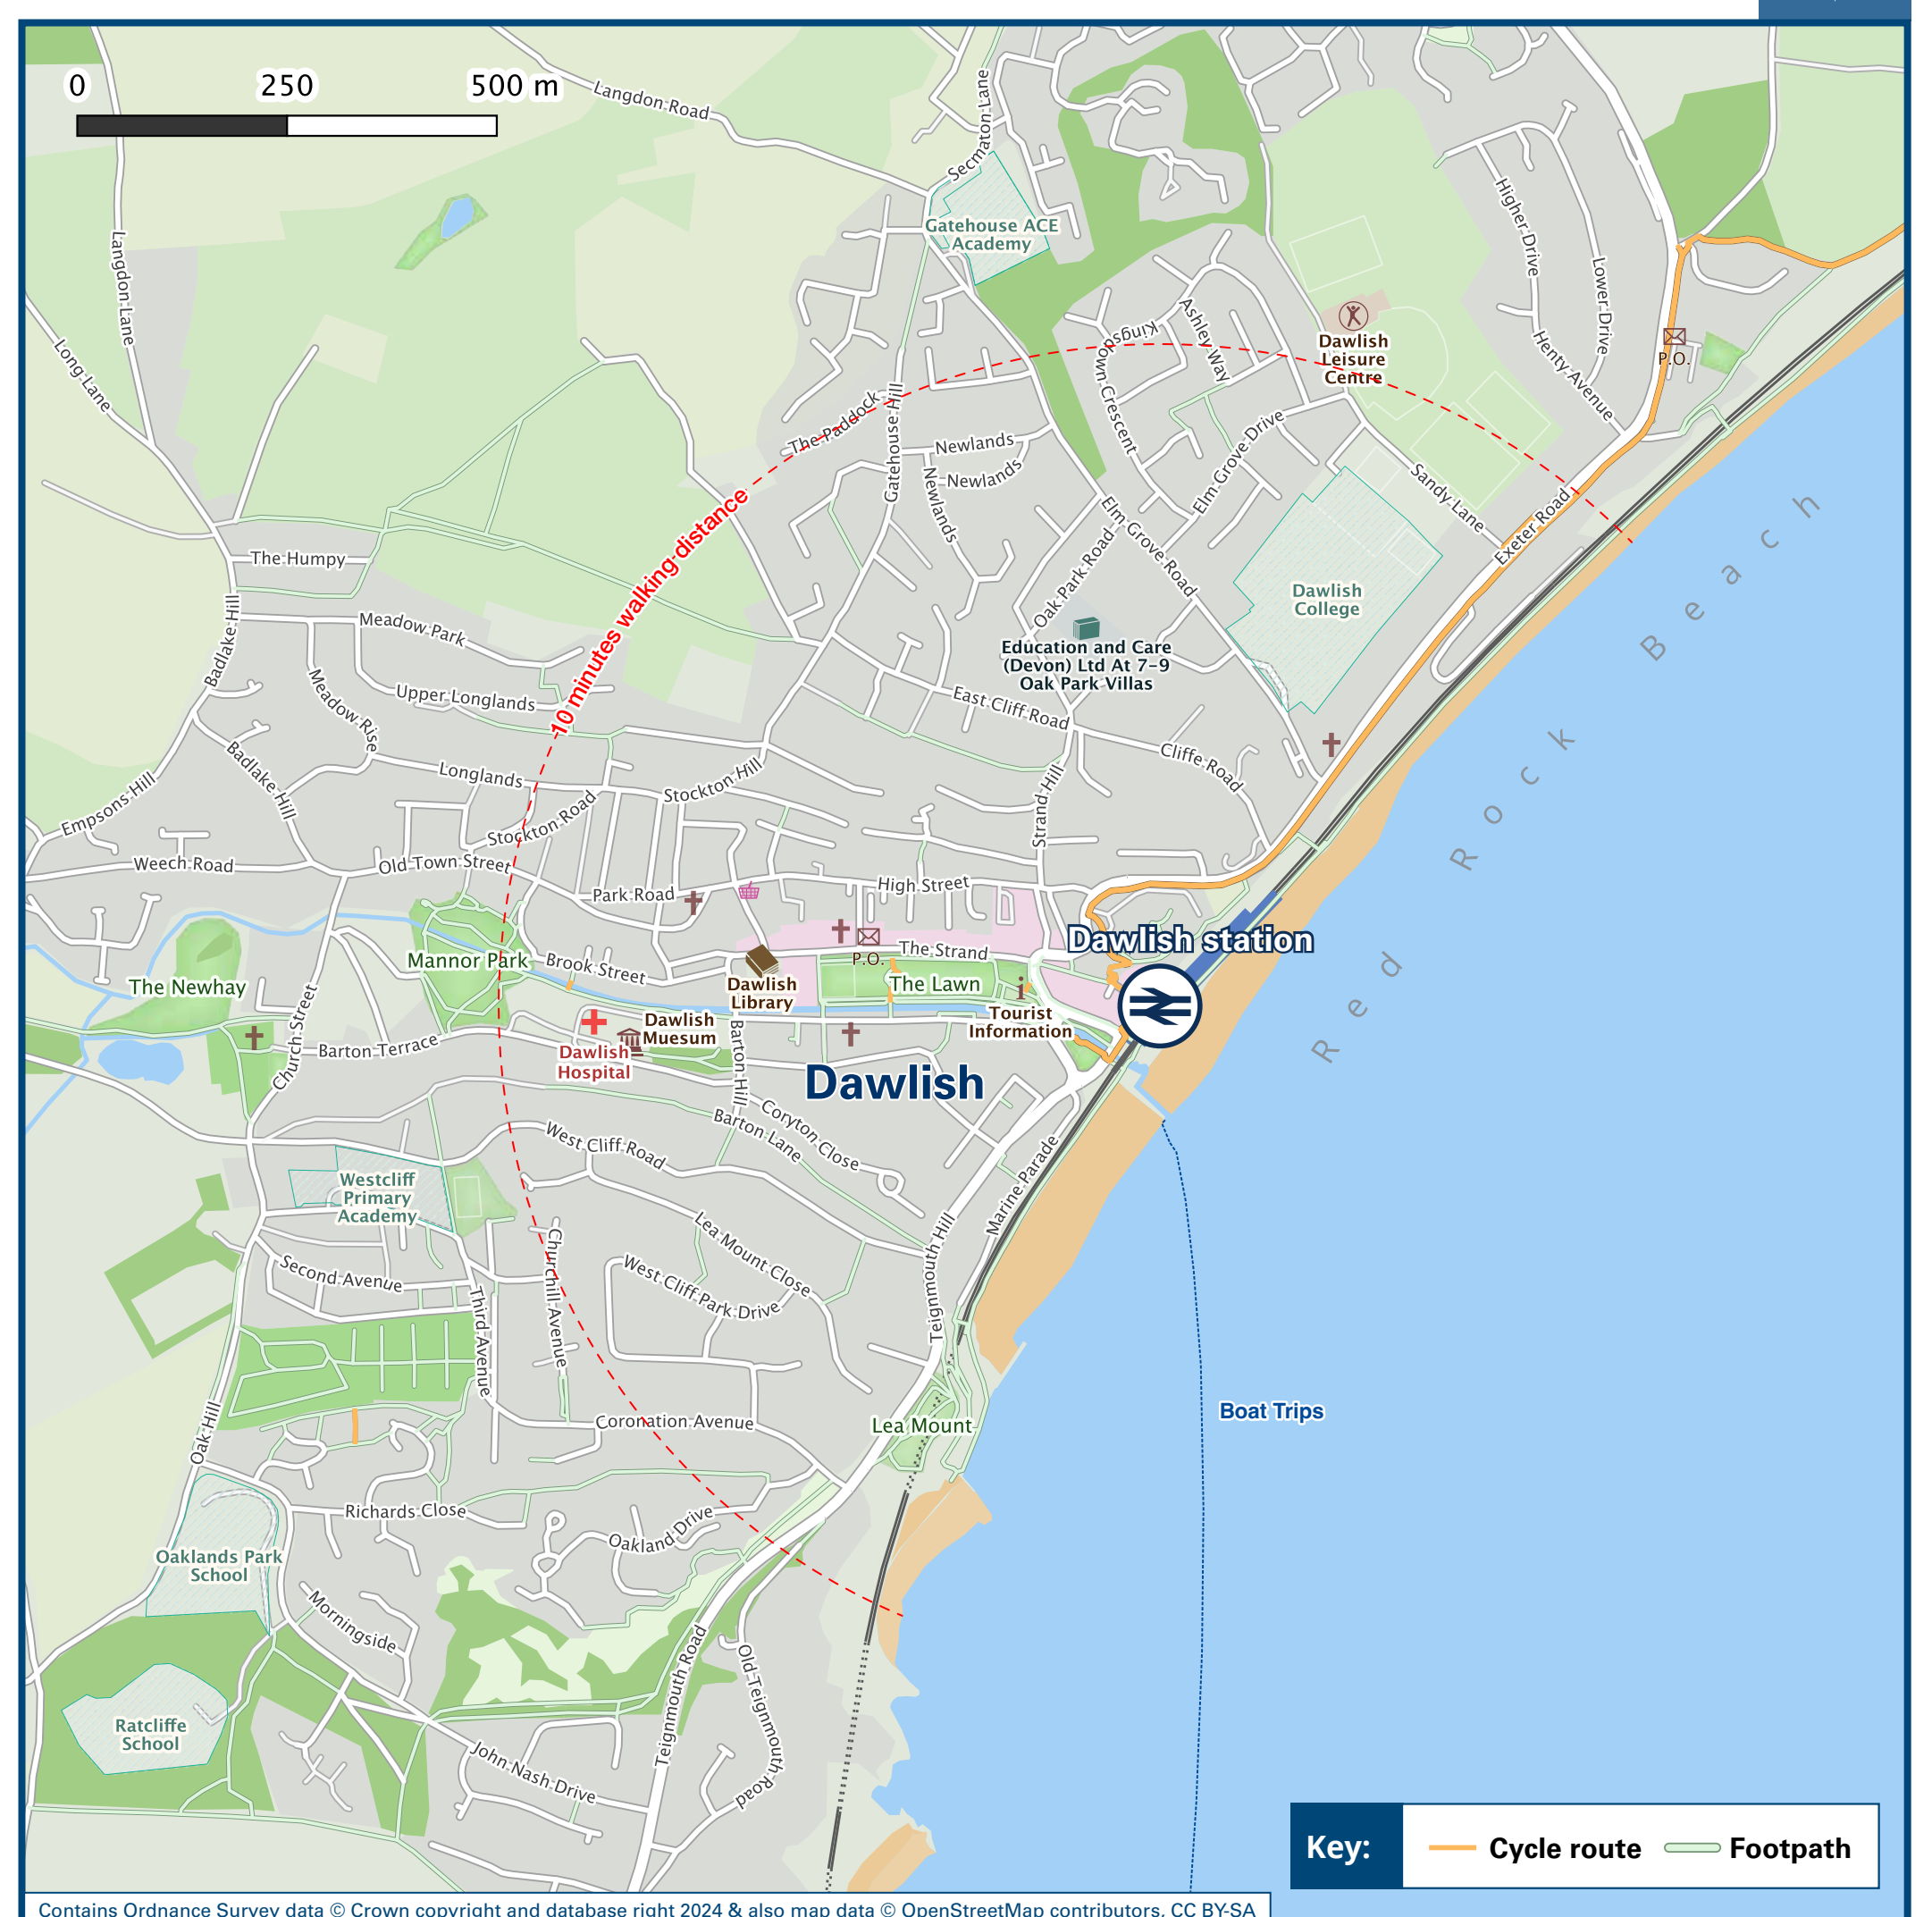 0 250 500 m
Langdon Road
Secmaton Lane
Gatehouse ACE
Academy
Langdon Lane
Long Lane
Higher Drive
Lower Drive
Henty Avenue
Dawlish
Leisure
Centre
P.O.
Kingsdown Crescent
Ashley Way
The Paddock
Gatehouse Hill
Newlands
Newlands
Newlands
Elm Grove Drive
Sandy Lane
Exeter Road
10 minutes walking distance
Elm Grove Road
Oak Park Road
The Humpy
Dawlish
College
Red Rock Beach
Badlake Hill
Meadow Park
Education and Care
(Devon) Ltd At 7-9
Oak Park Villas
Meadow Rise
Upper Longlands
East Cliff Road
Cliffe Road
Badlake Hill
Longlands
Stockton Hill
Strand Hill
Empsons Hill
Stockton Road
Weech Road
Old Town Street
Park Road
High Street
Dawlish station
Mannor Park
Brook Street
P.O.
The Strand
The Newhay
Dawlish
Library
The Lawn
Tourist
Information
Church Street
Barton Terrace
Dawlish
Muesum
Dawlish
Hospital
Barton Hill
Dawlish
Coryton Close
Barton Lane
West Cliff Road
Marine Parade
Westcliff
Primary
Academy
Lea Mount Close
Teignmouth Hill
Second Avenue
Churchill Avenue
West Cliff Park Drive
Third Avenue
Boat Trips
Oak Hill
Coronation Avenue
Lea Mount
Richards Close
Oakland Drive
Oaklands Park
School
Morningside
Teignmouth Road
Old Teignmouth Road
Ratcliffe
School
John Nash Drive
Key: Cycle route Footpath
Contains Ordnance Survey data © Crown copyright and database right 2024 & also map data © OpenStreetMap contributors, CC BY-SA